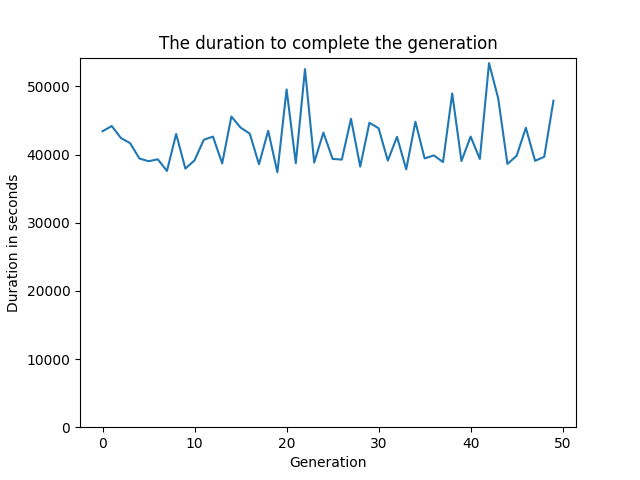 The duration to complete the generation
Duration in seconds
50000
40000
30000
20000
10000
0
0 10 20 30 40 50
Generation